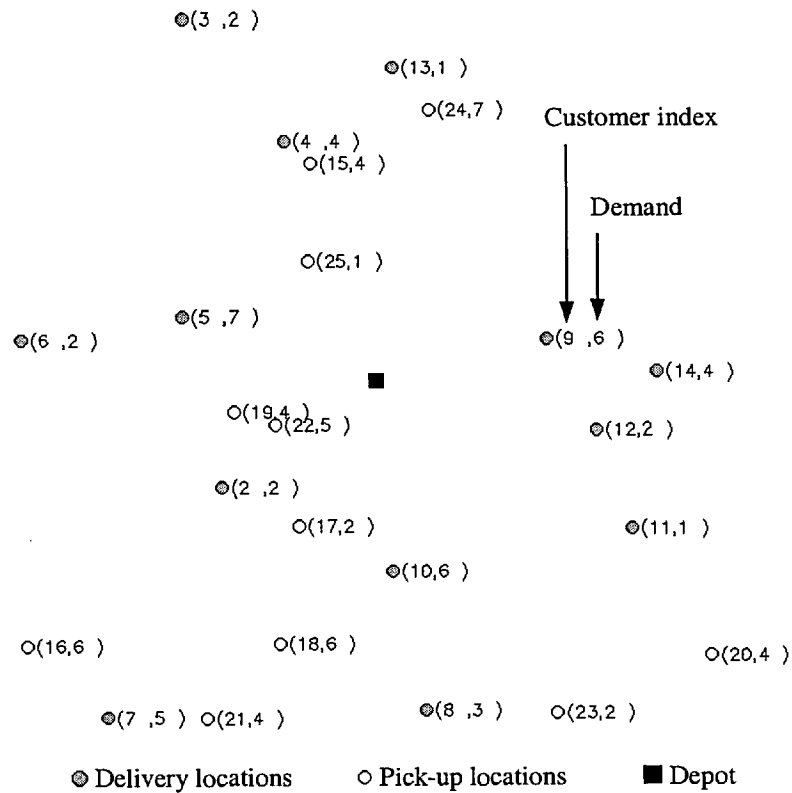 (3 ,2 )
(13,1 )
(24,7 )
Customer index
(4 ,4 )
(15,4 )
Demand
(25,1 )
(5 ,7 )
(6 ,2 )
(9 ,6 )
(14,4 )
(19,4 )
(22,5 )
(12,2 )
(2 ,2 )
(17,2 )
(11,1 )
(10,6 )
(16,6 )
(18,6 )
(20,4 )
(7 ,5 )
(21,4 )
(8 ,3 )
(23,2 )
Delivery locations
Pick-up locations
Depot